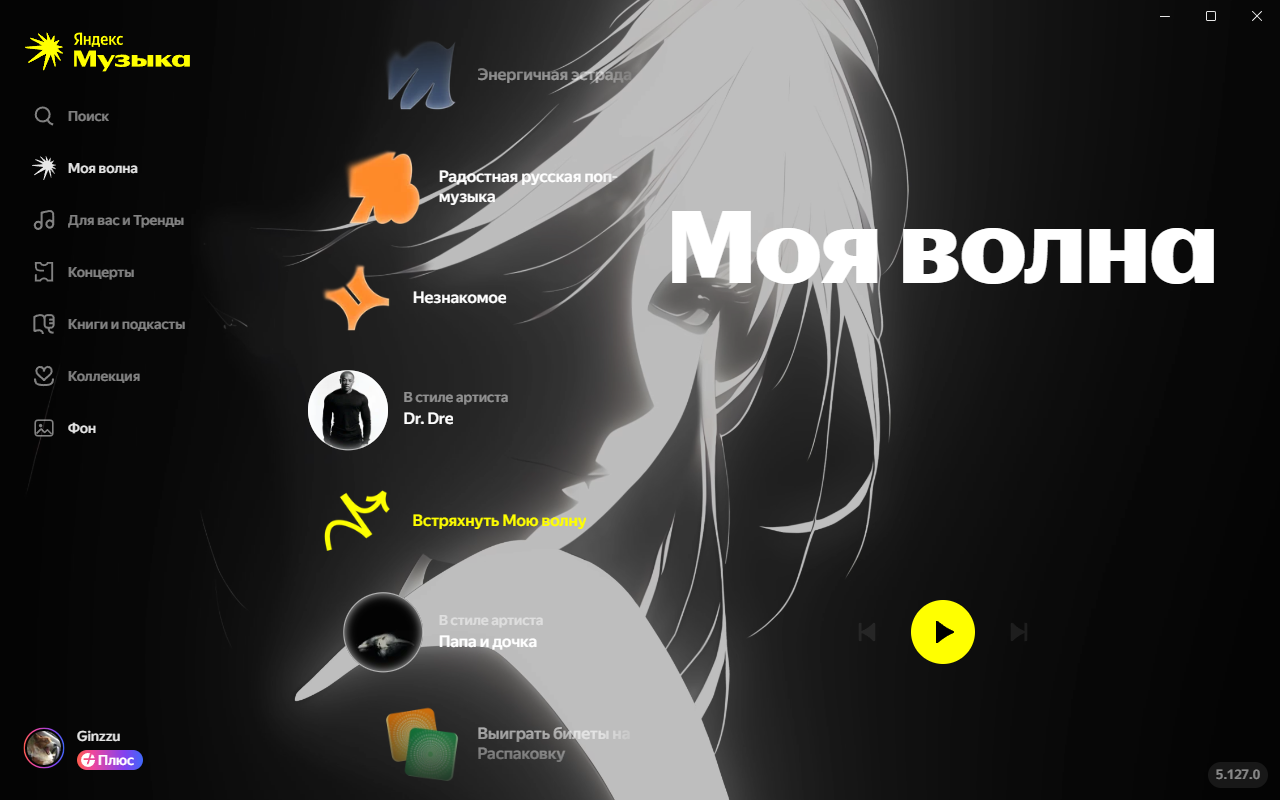 Яндекс
Музыка
Поиск
Моя волна
Для вас и Тренды
Концерты
Книги и подкасты
Коллекция
Фон
Ginzzu
Плюс
Энергичная эстрада
Радостная русская поп-
музыка
Незнакомое
В стиле артиста
Dr. Dre
Встряхнуть Мою волну
В стиле артиста
Папа и дочка
Выиграть билеты на
Распаковку
Моя волна
5.127.0